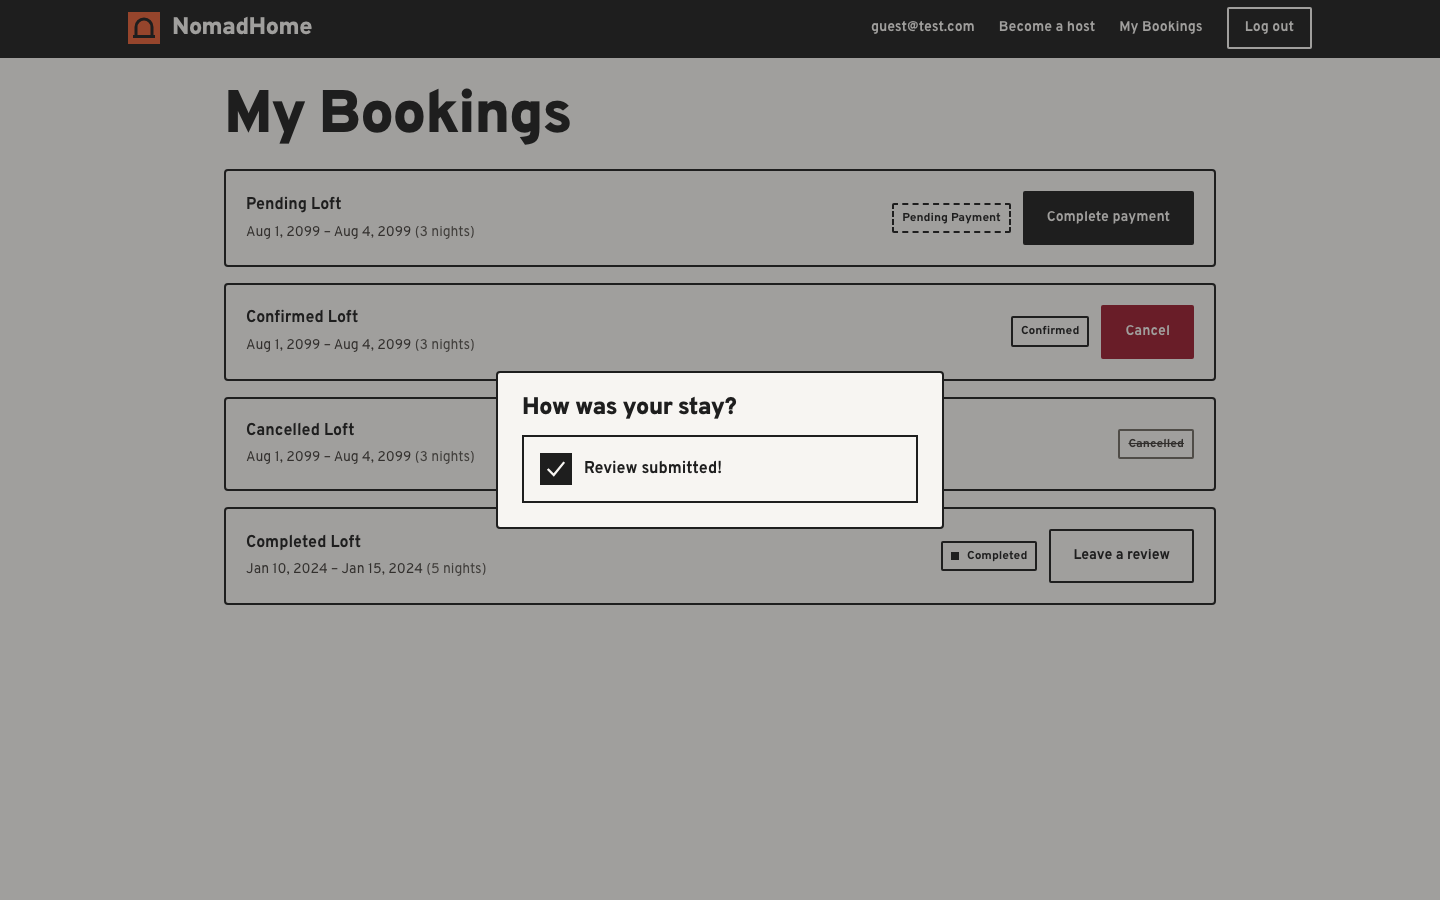 NomadHome
guest@test.com
Become a host
My Bookings
Log out
My Bookings
Pending Loft
Aug 1, 2099 – Aug 4, 2099 (3 nights)
Pending Payment
Complete payment
Confirmed Loft
Aug 1, 2099 – Aug 4, 2099 (3 nights)
Confirmed
Cancel
Cancelled Loft
Aug 1, 2099 – Aug 4, 2099 (3 nights)
Cancelled
How was your stay?
Review submitted!
Completed Loft
Jan 10, 2024 – Jan 15, 2024 (5 nights)
Completed
Leave a review